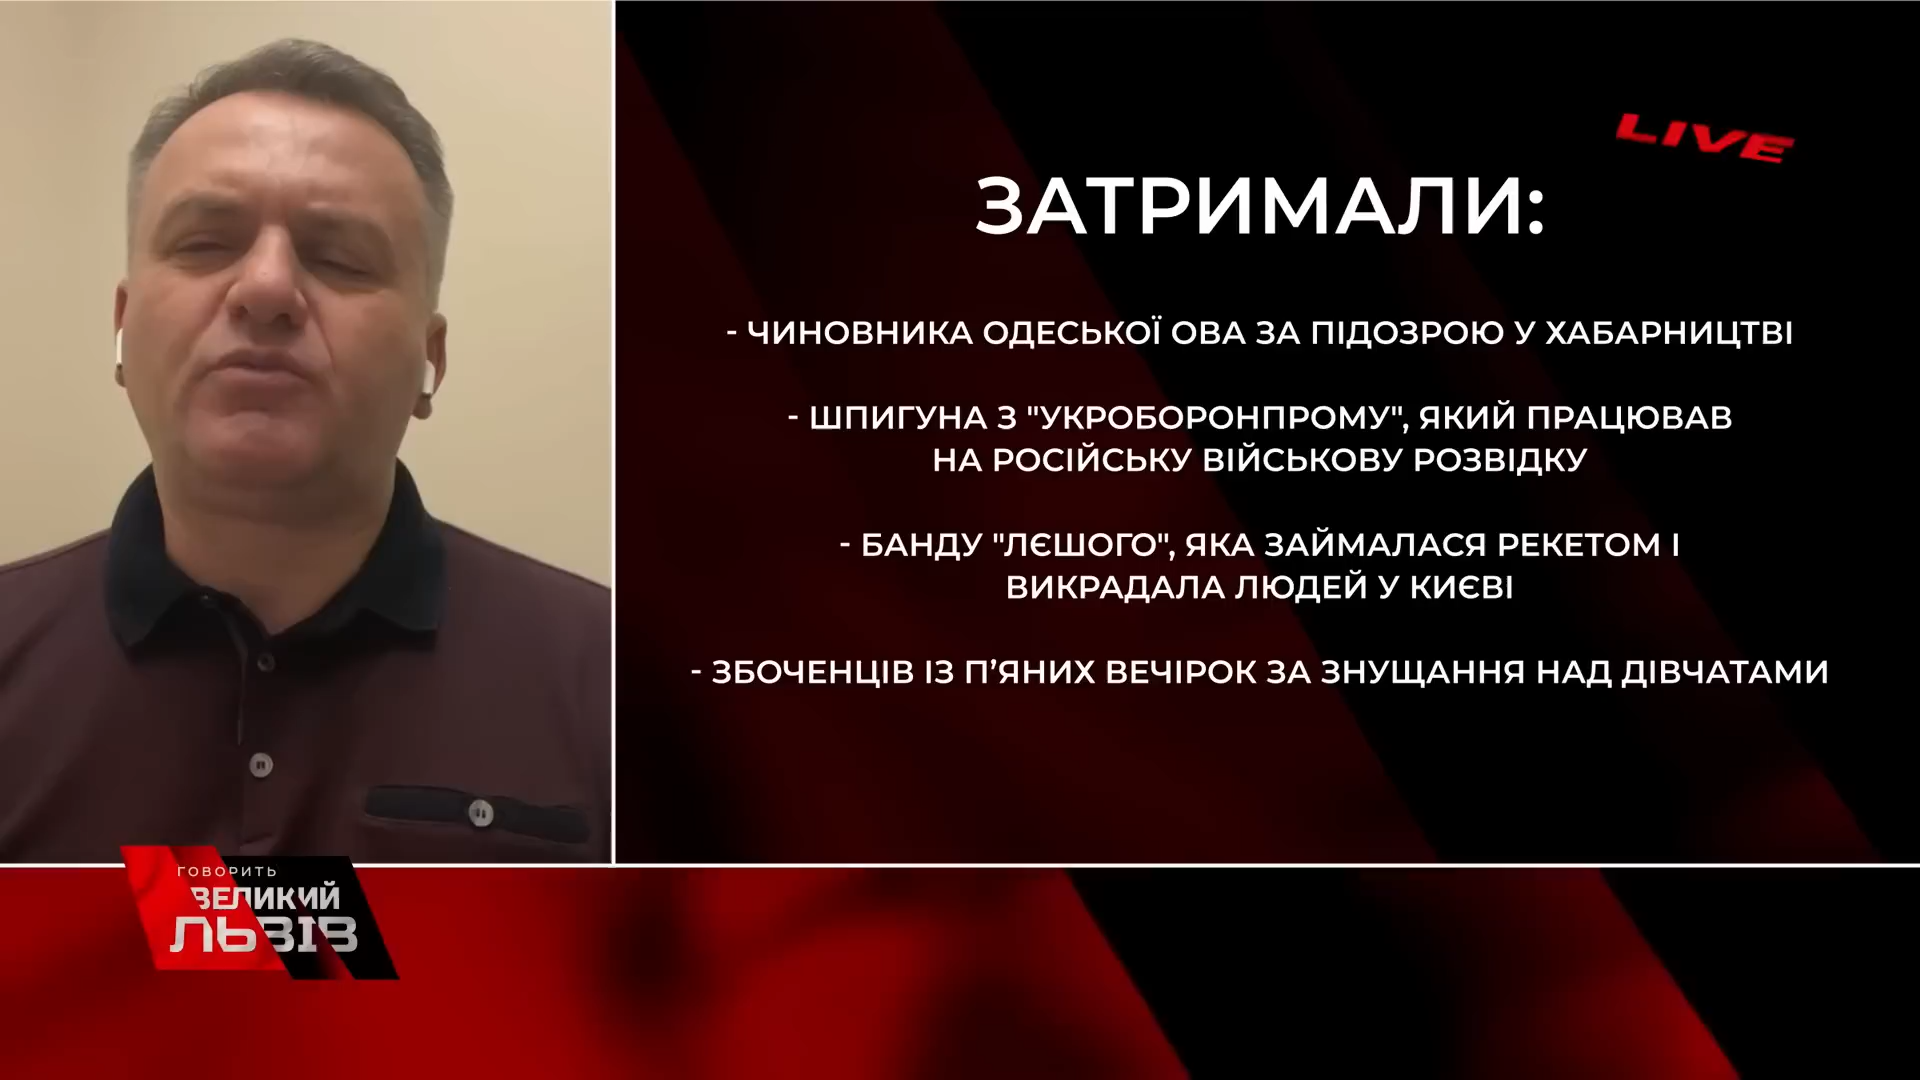 LIVE
ЗАТРИМАЛИ:
- ЧИНОВНИКА ОДЕСЬКОЇ ОВА ЗА ПІДОЗРОЮ У ХАБАРНИЦТВІ
- ШПИГУНА З "УКРОБОРОНПРОМУ", ЯКИЙ ПРАЦЮВАВ
НА РОСІЙСЬКУ ВІЙСЬКОВУ РОЗВІДКУ
- БАНДУ "ЛЄШОГО", ЯКА ЗАЙМАЛАСЯ РЕКЕТОМ І
ВИКРАДАЛА ЛЮДЕЙ У КИЄВІ
- ЗБОЧЕНЦІВ ІЗ П’ЯНИХ ВЕЧІРОК ЗА ЗНУЩАННЯ НАД ДІВЧАТАМИ
ГОВОРИТЬ
ВЕЛИКИЙ
ЛЬВІВ